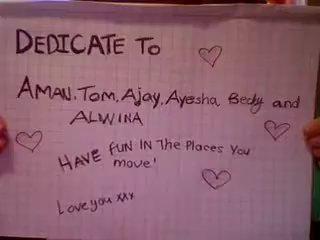 DEDICATE TO
AMAN, TOM, AJAY, AYESHA, Becky and
ALWINA
HAVE FUN IN The PLACES YOU
move!
Love you xxx